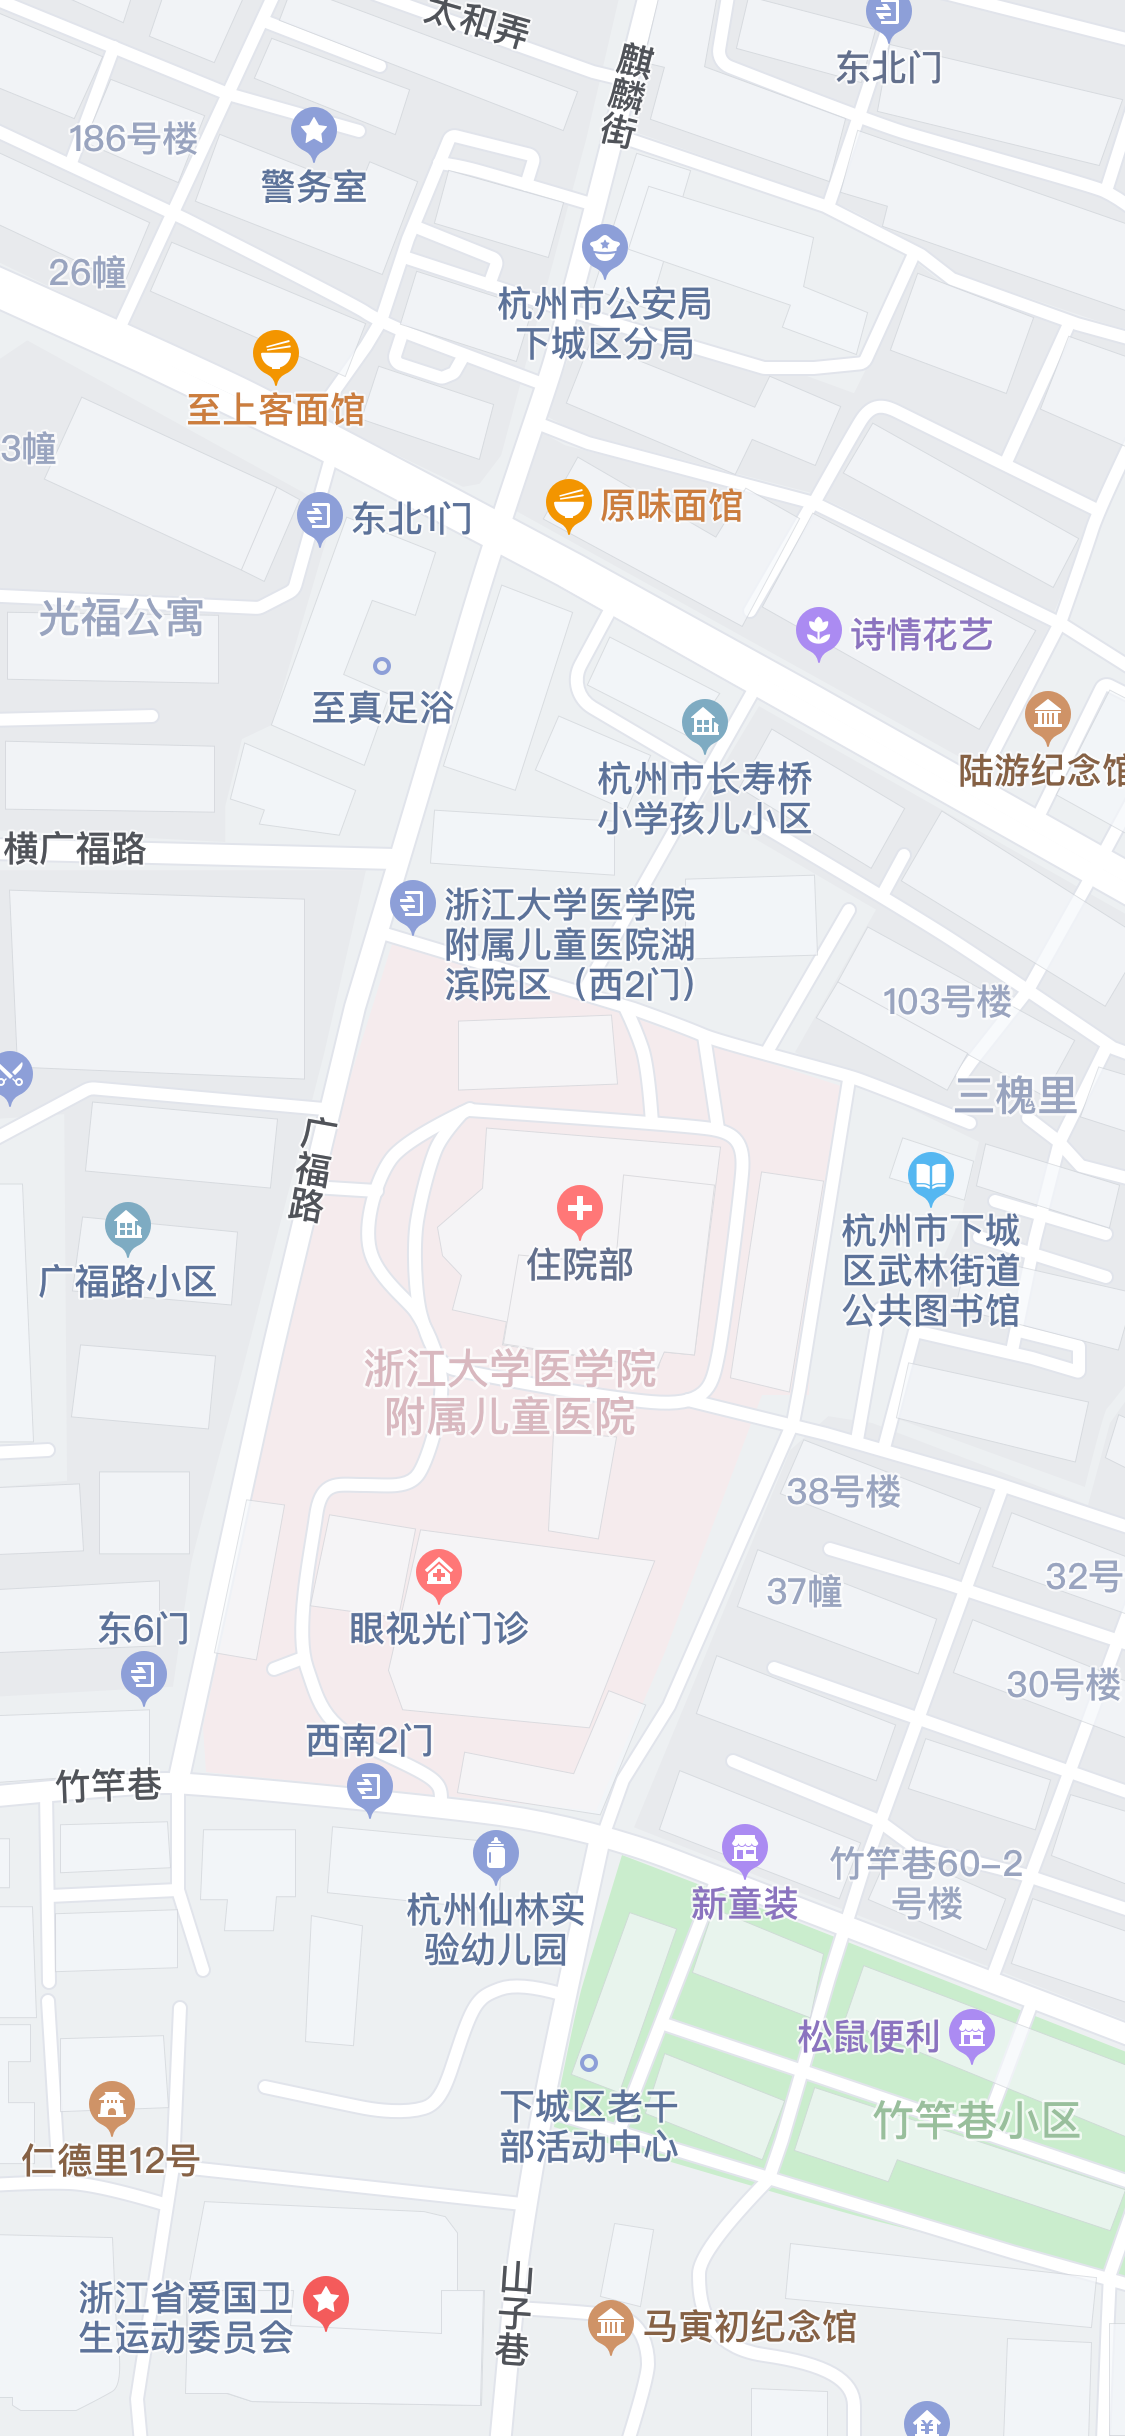 太和弄
麒麟街
东北门
186号楼
警务室
26幢
杭州市公安局
下城区分局
至上客面馆
3幢
东北1门
原味面馆
光福公寓
诗情花艺
至真足浴
陆游纪念馆
杭州市长寿桥
小学孩儿小区
横广福路
浙江大学医学院
附属儿童医院湖
滨院区（西2门）
103号楼
三槐里
广福路
杭州市下城
区武林街道
公共图书馆
住院部
广福路小区
浙江大学医学院
附属儿童医院
38号楼
32号
37幢
眼视光门诊
东6门
30号楼
西南2门
竹竿巷
竹竿巷60-2
号楼
新童装
杭州仙林实
验幼儿园
松鼠便利
下城区老干
部活动中心
竹竿巷小区
仁德里12号
山子巷
浙江省爱国卫
生运动委员会
马寅初纪念馆